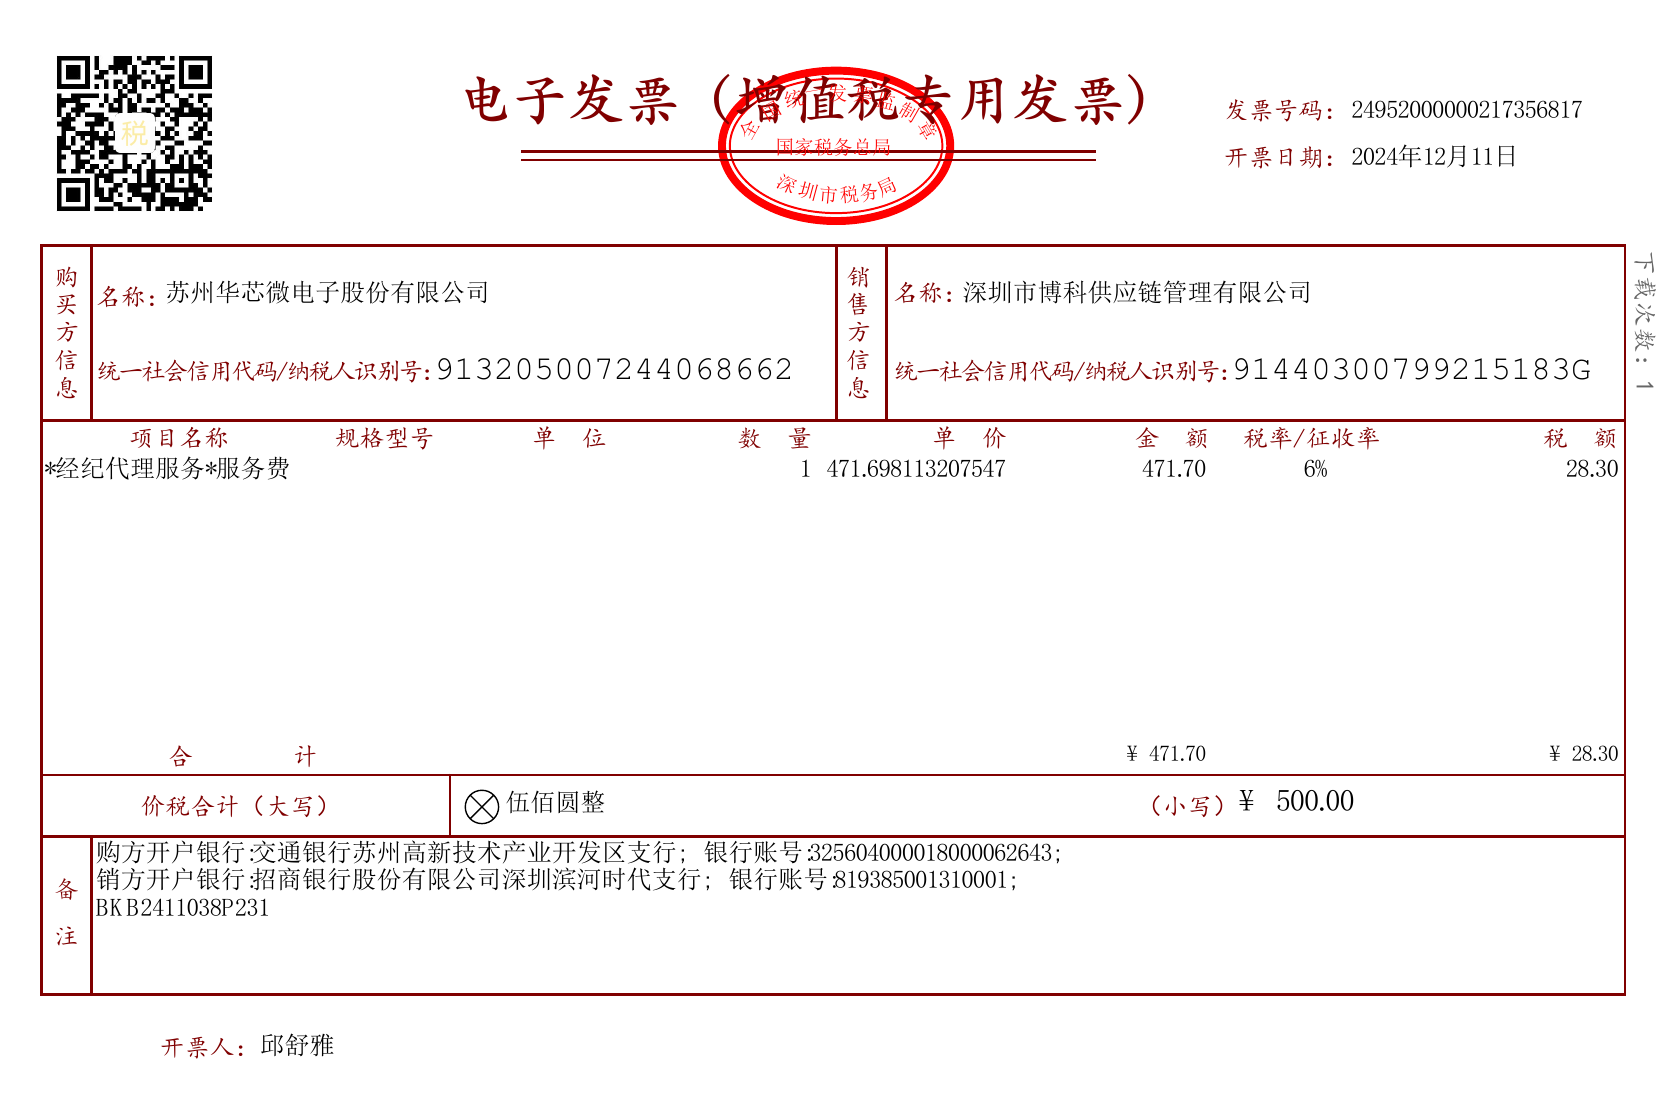 电子发票（增值税专用发票）
全国统一发票监制章
国家税务总局
深圳市税务局
税
发票号码：24952000000217356817
开票日期：2024年12月11日
下载次数：1
购买方信息
名称：苏州华芯微电子股份有限公司
统一社会信用代码/纳税人识别号：913205007244068662
销售方信息
名称：深圳市博科供应链管理有限公司
统一社会信用代码/纳税人识别号：91440300799215183G
项目名称 规格型号 单 位 数 量 单 价 金 额 税率/征收率 税 额
*经纪代理服务*服务费 1 471.698113207547 471.70 6% 28.30
合 计 ¥ 471.70 ¥ 28.30
价税合计（大写） 伍佰圆整 （小写）¥ 500.00
备注
购方开户银行:交通银行苏州高新技术产业开发区支行; 银行账号:325604000018000062643;
销方开户银行:招商银行股份有限公司深圳滨河时代支行; 银行账号:819385001310001;
BKB2411038P231
开票人：邱舒雅